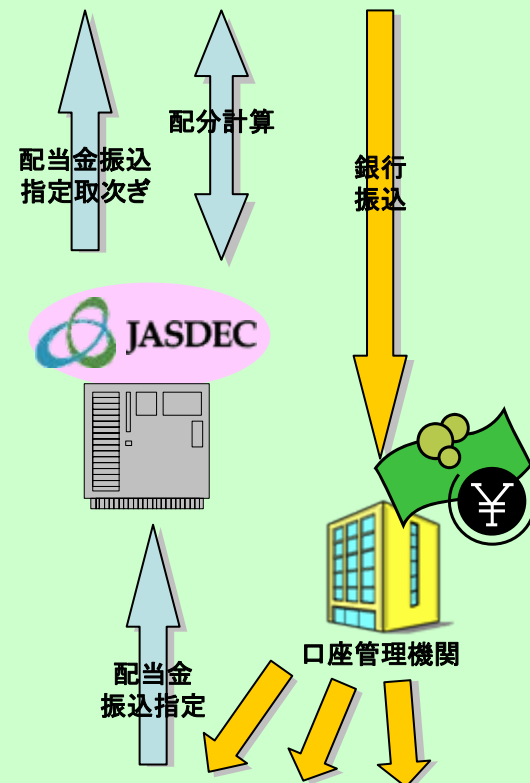 配分計算
配当金振込
指定取次ぎ
銀行
振込
JASDEC
¥
口座管理機関
配当金
振込指定